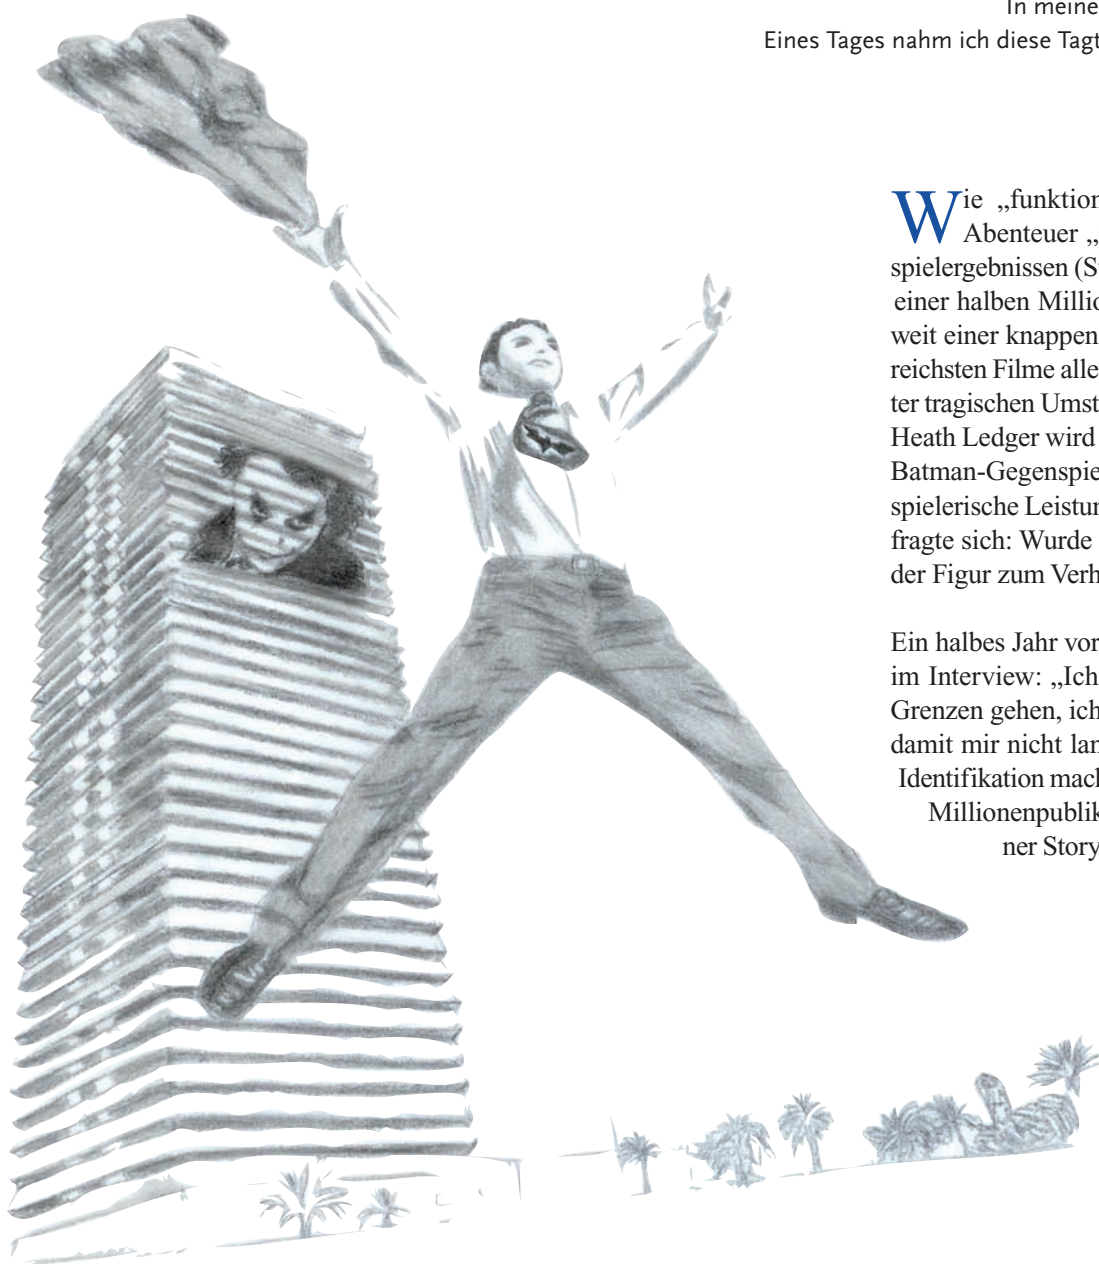 In meine
Eines Tages nahm ich diese Tagt
Wie „funktion
Abenteuer „
spielergebnissen (S
einer halben Millio
weit einer knappen
reichsten Filme alle
ter tragischen Umst
Heath Ledger wird
Batman-Gegenspie
spielerische Leistun
fragte sich: Wurde
der Figur zum Verh
Ein halbes Jahr vor
im Interview: „Ich
Grenzen gehen, ich
damit mir nicht lan
Identifikation mach
Millionenpublik
ner Story